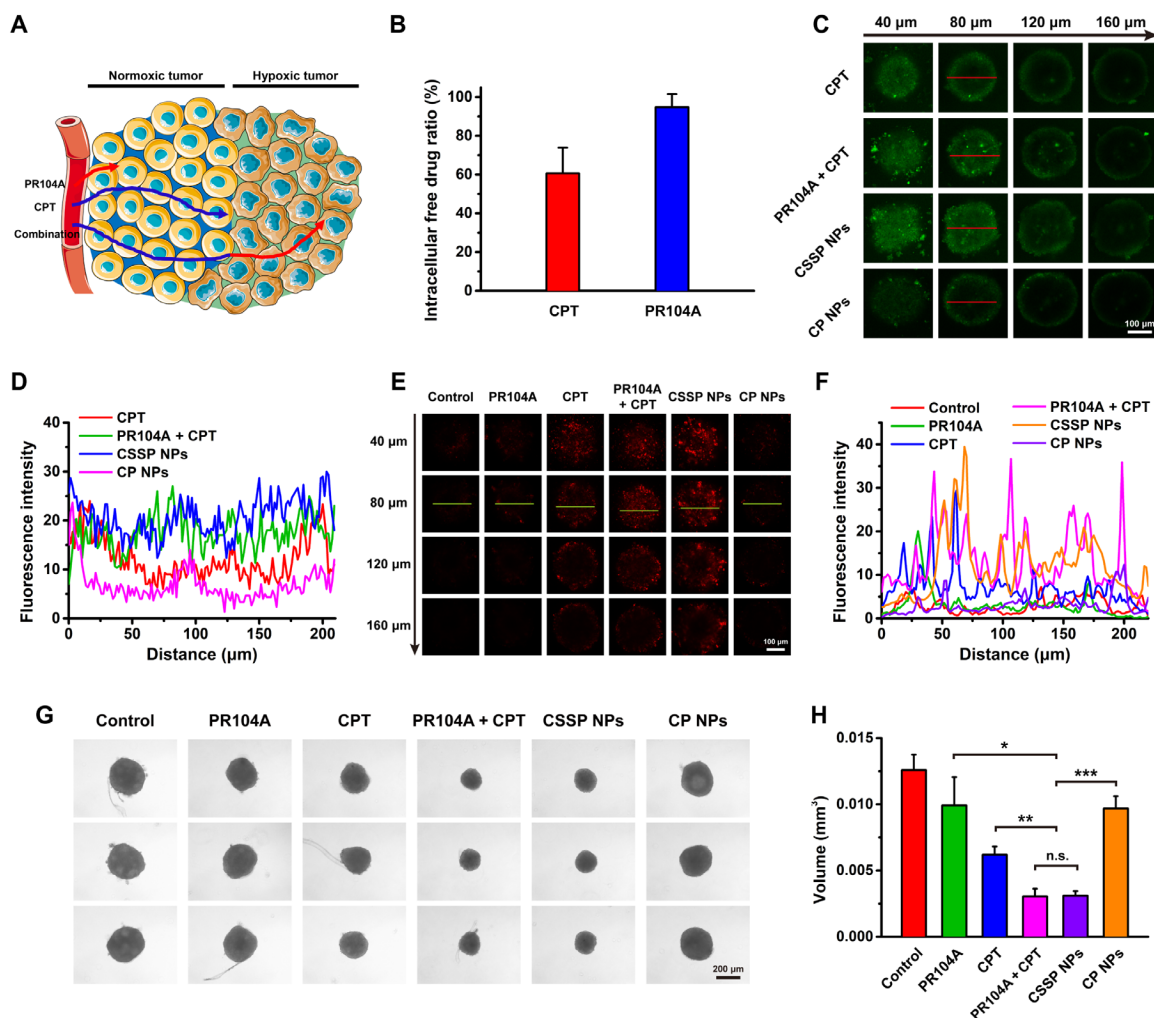 A
Normoxic tumor
Hypoxic tumor
PR104A
CPT
Combination
B
Intracellular free drug ratio (%)
100
80
60
40
20
0
CPT
PR104A
C
40 µm
80 µm
120 µm
160 µm
CPT
PR104A + CPT
CSSP NPs
CP NPs
100 µm
D
CPT
PR104A + CPT
CSSP NPs
CP NPs
Fluorescence intensity
40
30
20
10
0
0
50
100
150
200
Distance (µm)
E
Control
PR104A
CPT
PR104A
+ CPT
CSSP NPs
CP NPs
40 µm
80 µm
120 µm
160 µm
100 µm
F
Control
PR104A
CPT
PR104A + CPT
CSSP NPs
CP NPs
Fluorescence intensity
40
30
20
10
0
0
50
100
150
200
Distance (µm)
G
Control
PR104A
CPT
PR104A + CPT
CSSP NPs
CP NPs
200 µm
H
Volume (mm³)
0.015
0.010
0.005
0.000
*
***
**
n.s.
Control
PR104A
CPT
PR104A + CPT
CSSP NPs
CP NPs